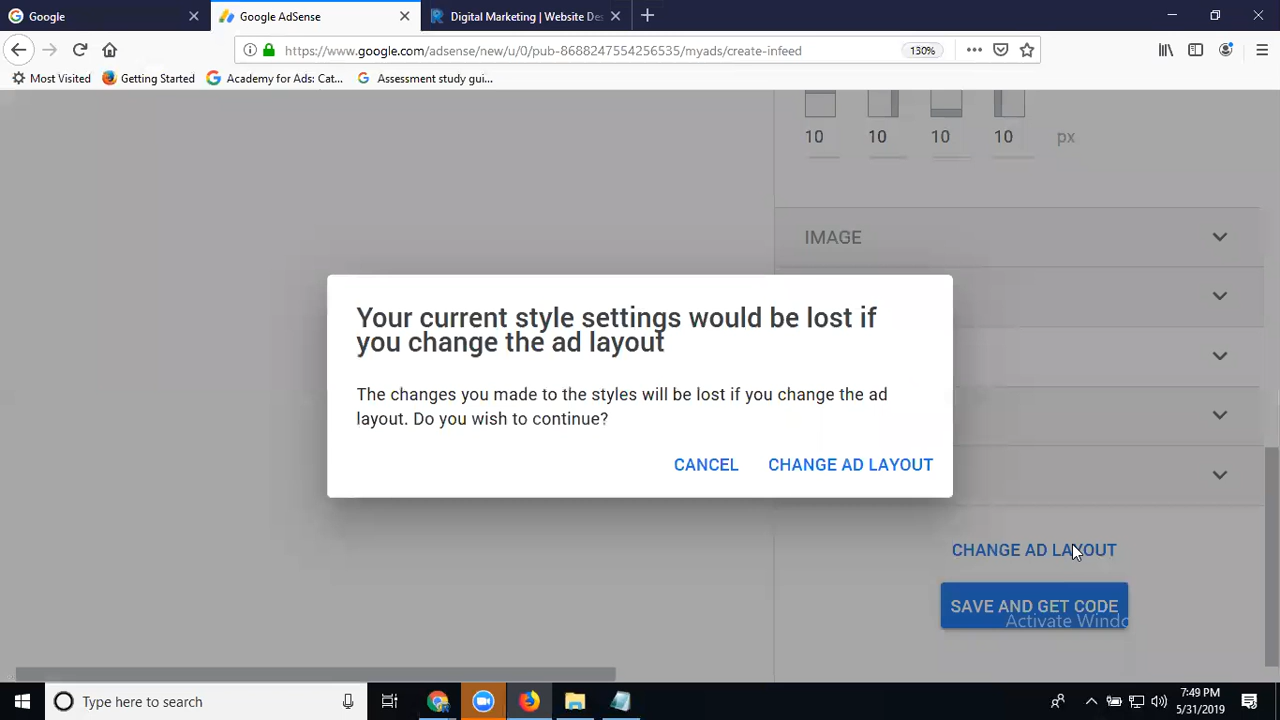 Google
Google AdSense
Digital Marketing | Website Des
https://www.google.com/adsense/new/u/0/pub-8688247554256535/myads/create-infeed
130%
Most Visited
Getting Started
Academy for Ads: Cat...
Assessment study gui...
10 10 10 10 px
IMAGE
Your current style settings would be lost if
you change the ad layout
The changes you made to the styles will be lost if you change the ad
layout. Do you wish to continue?
CANCEL CHANGE AD LAYOUT
CHANGE AD LAYOUT
SAVE AND GET CODE
Activate Windo
Type here to search
7:49 PM
5/31/2019